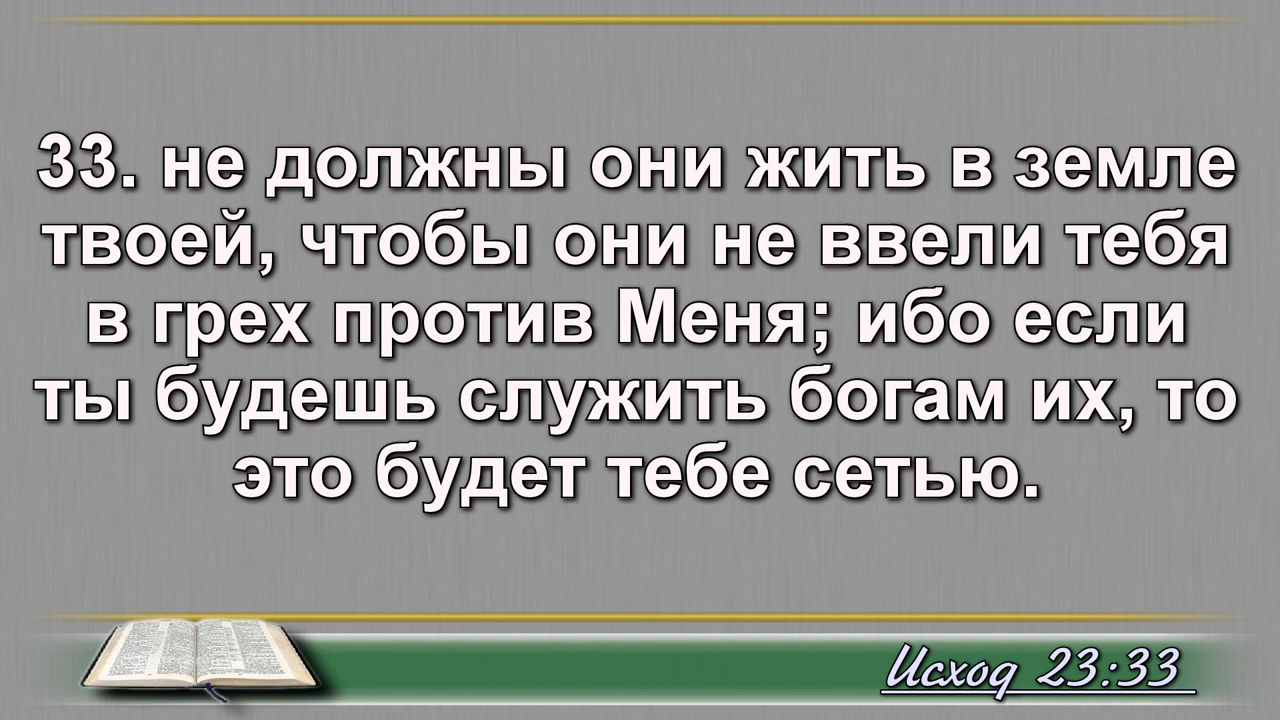 33. не должны они жить в земле
твоей, чтобы они не ввели тебя
в грех против Меня; ибо если
ты будешь служить богам их, то
это будет тебе сетью.
Исход 23:33